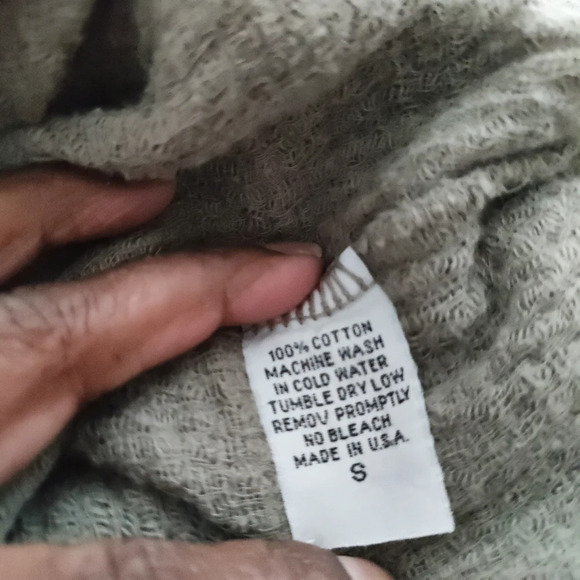 100% COTTON
MACHINE WASH
IN COLD WATER
TUMBLE DRY LOW
REMOV PROMPTLY
NO BLEACH
MADE IN U.S.A.
S